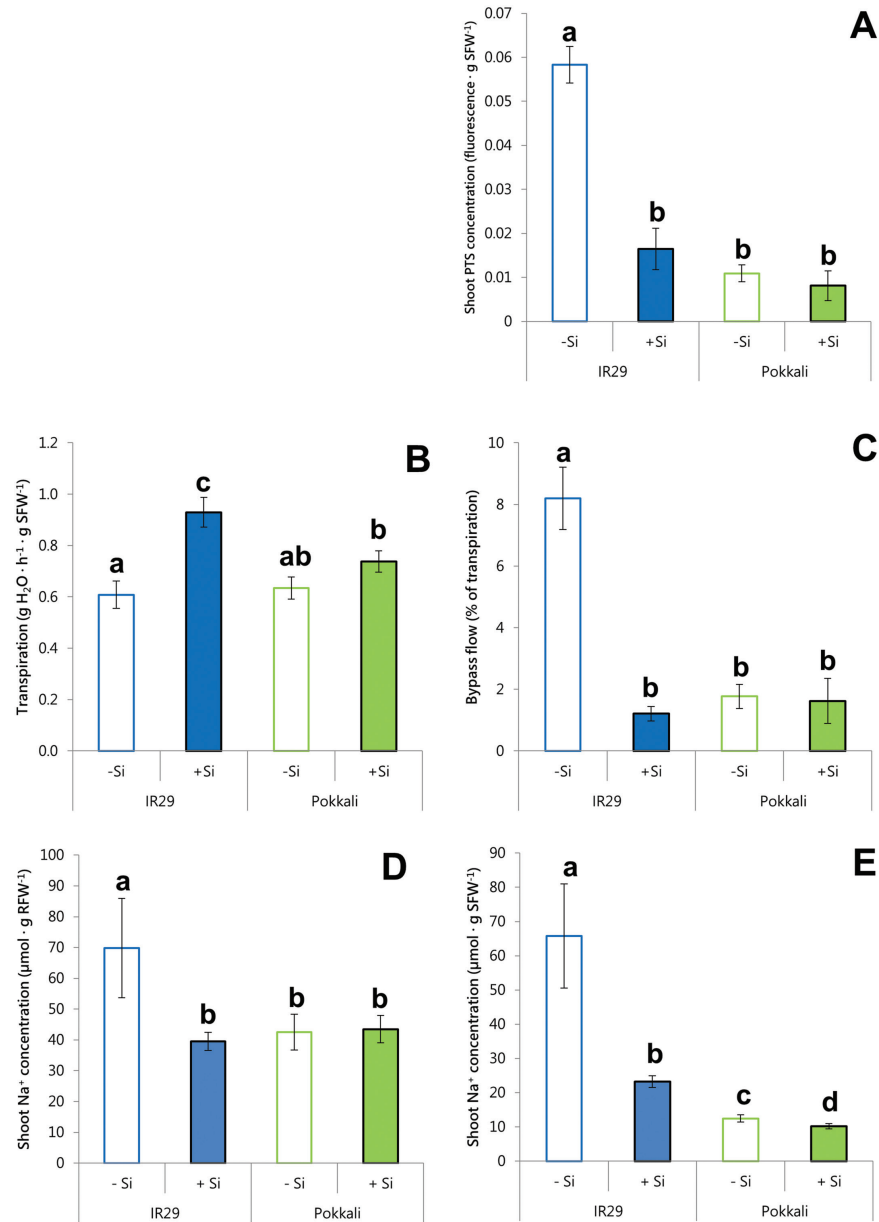 A
Shoot PTS concentration (fluorescence · g SFW⁻¹)
0.07
0.06
0.05
0.04
0.03
0.02
0.01
0
a
b
b
b
-Si
+Si
-Si
+Si
IR29
Pokkali
B
Transpiration (g H₂O · h⁻¹ · g SFW⁻¹)
1.2
1.0
0.8
0.6
0.4
0.2
0.0
a
c
ab
b
-Si
+Si
-Si
+Si
IR29
Pokkali
C
Bypass flow (% of transpiration)
10
8
6
4
2
0
a
b
b
b
-Si
+Si
-Si
+Si
IR29
Pokkali
D
Shoot Na⁺ concentration (µmol · g RFW⁻¹)
100
90
80
70
60
50
40
30
20
10
0
a
b
b
b
- Si
+ Si
- Si
+ Si
IR29
Pokkali
E
Shoot Na⁺ concentration (µmol · g SFW⁻¹)
90
80
70
60
50
40
30
20
10
0
a
b
c
d
- Si
+ Si
- Si
+ Si
IR29
Pokkali